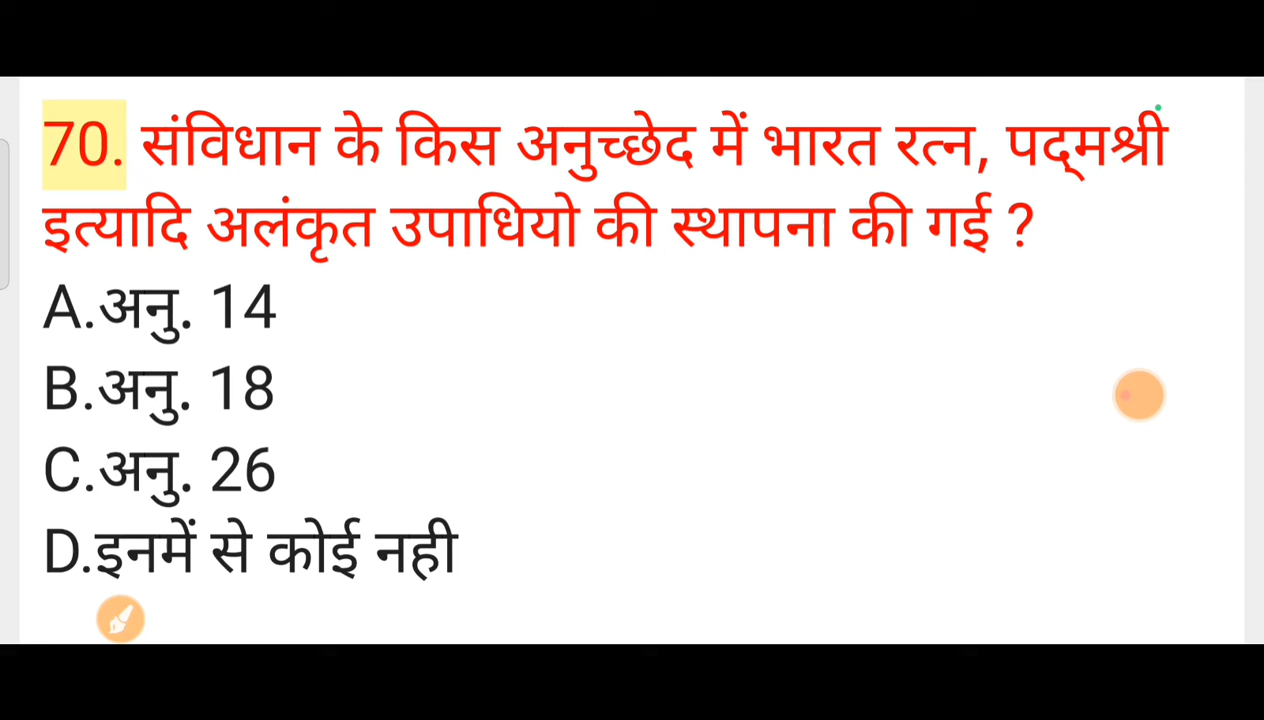 70. संविधान के किस अनुच्छेद में भारत रत्न, पद्मश्री
इत्यादि अलंकृत उपाधियो की स्थापना की गई ?
A.अनु. 14
B.अनु. 18
C.अनु. 26
D.इनमें से कोई नही